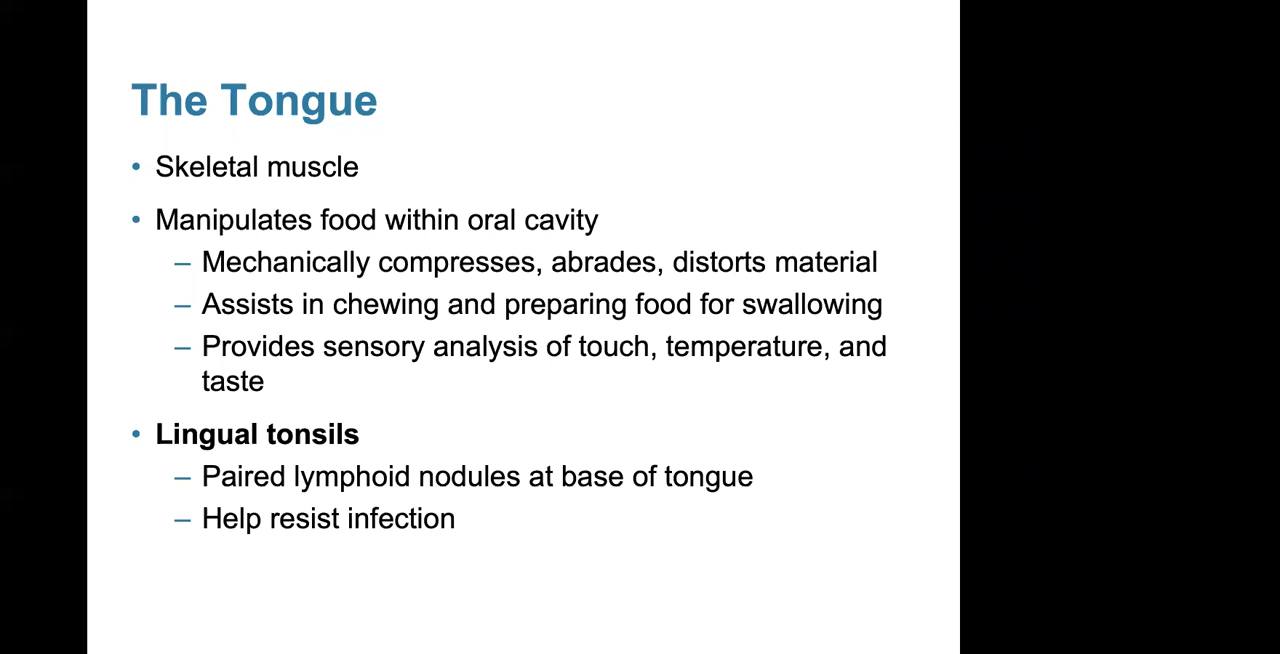 The Tongue
• Skeletal muscle
• Manipulates food within oral cavity
– Mechanically compresses, abrades, distorts material
– Assists in chewing and preparing food for swallowing
– Provides sensory analysis of touch, temperature, and
taste
• Lingual tonsils
– Paired lymphoid nodules at base of tongue
– Help resist infection